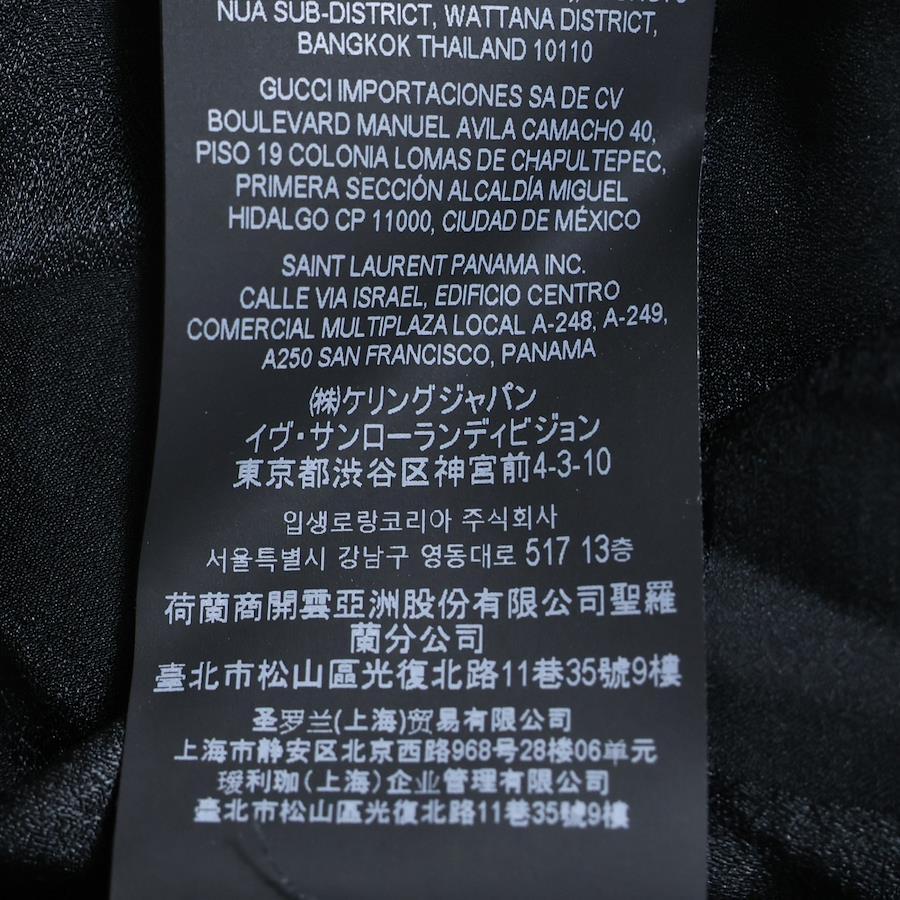 NUA SUB-DISTRICT, WATTANA DISTRICT,
BANGKOK THAILAND 10110
GUCCI IMPORTACIONES SA DE CV
BOULEVARD MANUEL AVILA CAMACHO 40,
PISO 19 COLONIA LOMAS DE CHAPULTEPEC,
PRIMERA SECCIÓN ALCALDÍA MIGUEL
HIDALGO CP 11000, CIUDAD DE MÉXICO
SAINT LAURENT PANAMA INC.
CALLE VIA ISRAEL, EDIFICIO CENTRO
COMERCIAL MULTIPLAZA LOCAL A-248, A-249,
A250 SAN FRANCISCO, PANAMA
㈱ケリングジャパン
イヴ・サンローランディビジョン
東京都渋谷区神宮前4-3-10
입생로랑코리아 주식회사
서울특별시 강남구 영동대로 517 13층
荷蘭商開雲亞洲股份有限公司聖羅
蘭分公司
臺北市松山區光復北路11巷35號9樓
圣罗兰(上海)贸易有限公司
上海市静安区北京西路968号28楼06单元
瑷利珈(上海)企业管理有限公司
臺北市松山區光復北路11巷35號9樓